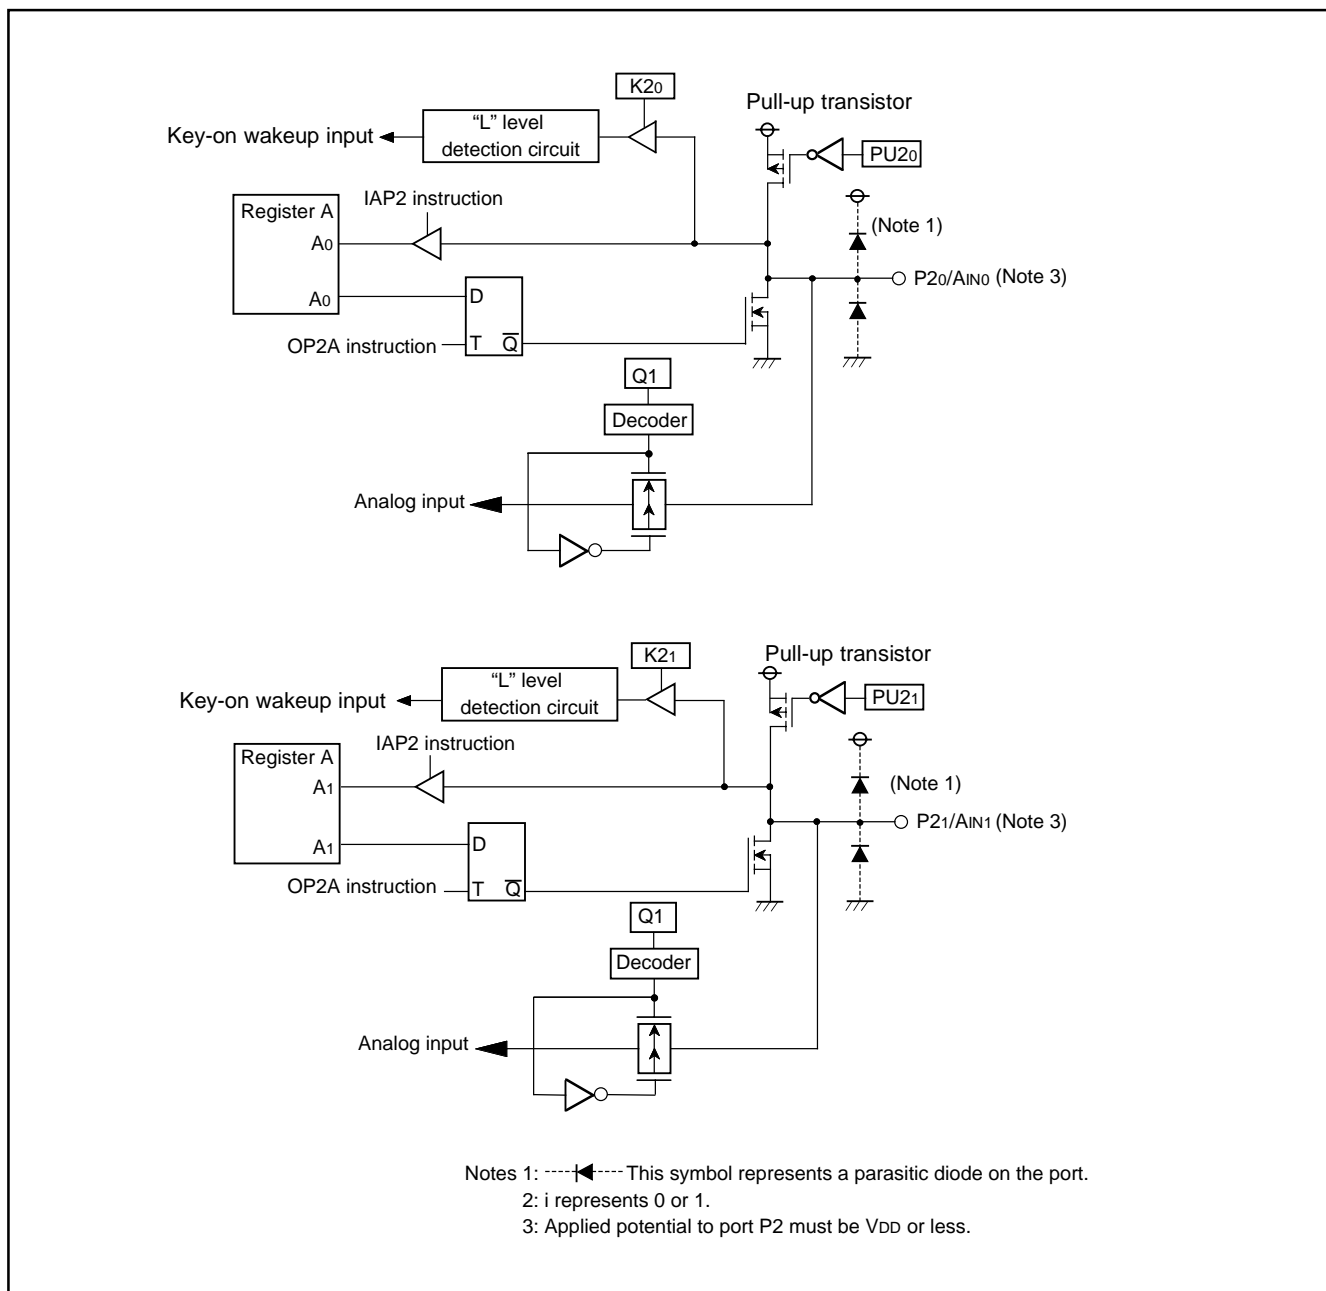 K20
Pull-up transistor
Key-on wakeup input
“L” level
detection circuit
PU20
IAP2 instruction
Register A
A0
(Note 1)
P20/AIN0 (Note 3)
A0
D
OP2A instruction
T Q
Q1
Decoder
Analog input
K21
Pull-up transistor
Key-on wakeup input
“L” level
detection circuit
PU21
IAP2 instruction
Register A
A1
(Note 1)
P21/AIN1 (Note 3)
A1
D
OP2A instruction
T Q
Q1
Decoder
Analog input
Notes 1: This symbol represents a parasitic diode on the port.
2: i represents 0 or 1.
3: Applied potential to port P2 must be VDD or less.